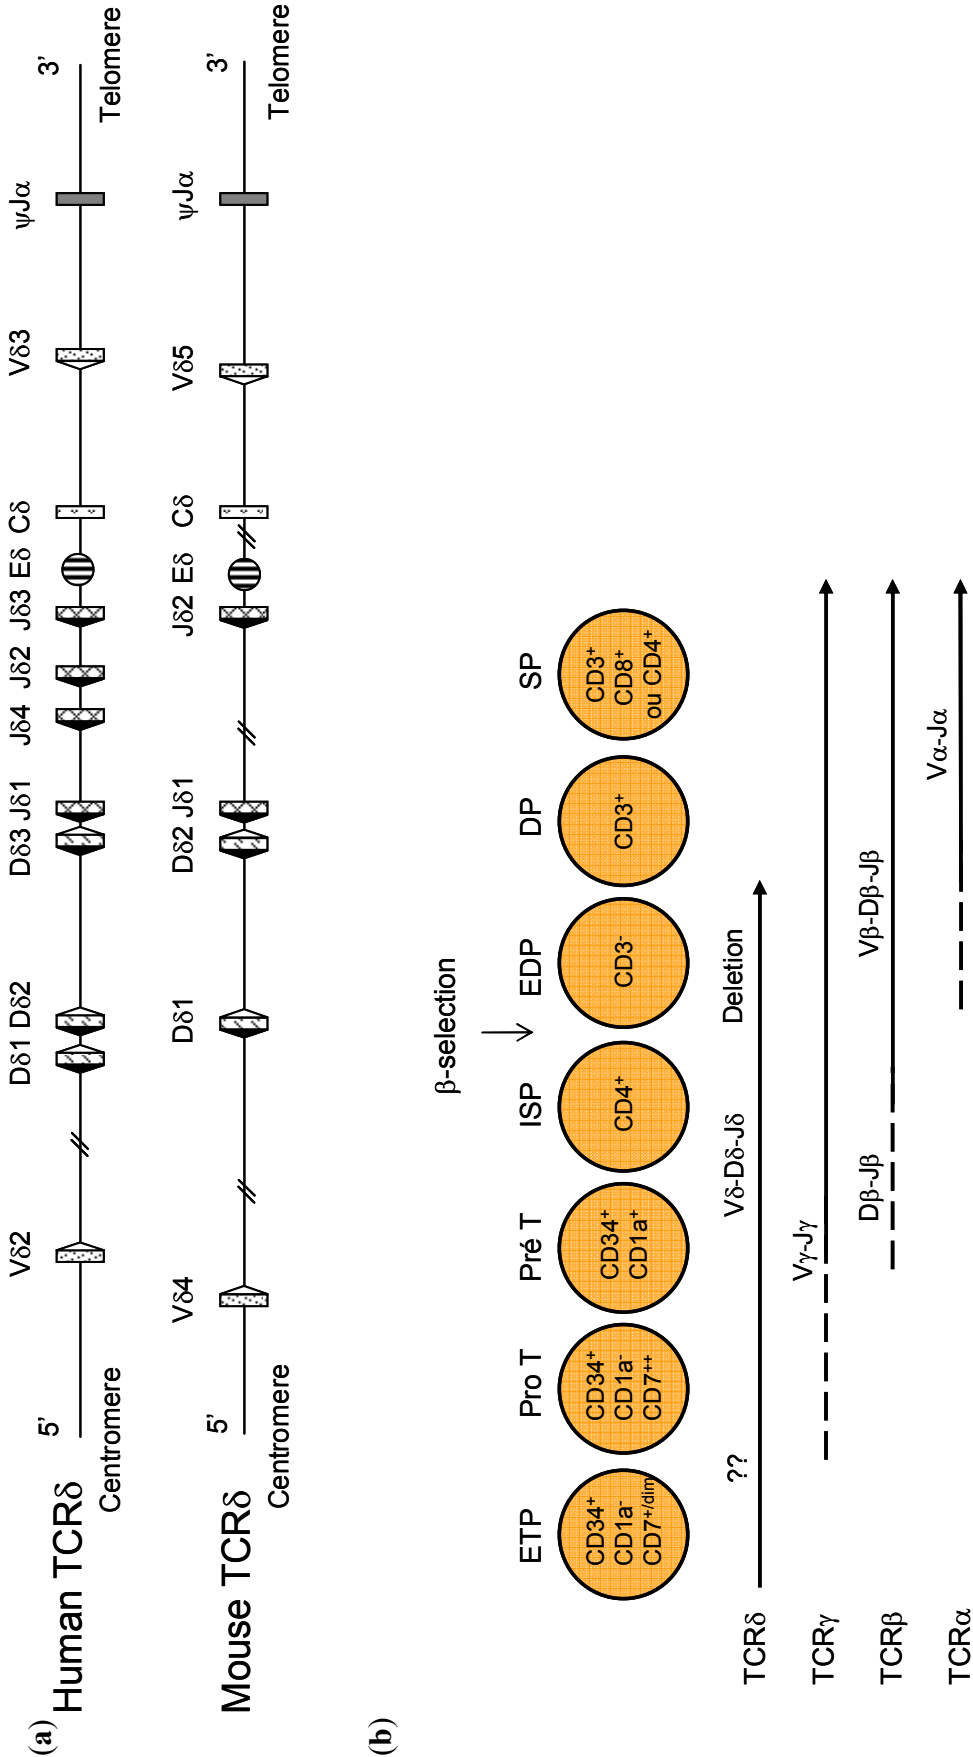 (a)
Human TCRδ
5’
Centromere
Vδ2 Dδ1 Dδ2 Dδ3 Jδ1 Jδ4 Jδ2 Jδ3 Eδ Cδ Vδ3 ψJα
3’
Telomere
Mouse TCRδ
5’
Centromere
Vδ4 Dδ1 Dδ2 Jδ1 Jδ2 Eδ Cδ Vδ5 ψJα
3’
Telomere
(b)
β-selection
ETP Pro T Pré T ISP EDP DP SP
CD34+
CD1a-
CD7+/dim
CD34+
CD1a-
CD7++
CD34+
CD1a+
CD4+
CD3-
CD3+
CD3+
CD8+
ou CD4+
TCRδ ?? Vδ-Dδ-Jδ Deletion
TCRγ Vγ-Jγ
TCRβ Dβ-Jβ Vβ-Dβ-Jβ
TCRα Vα-Jα